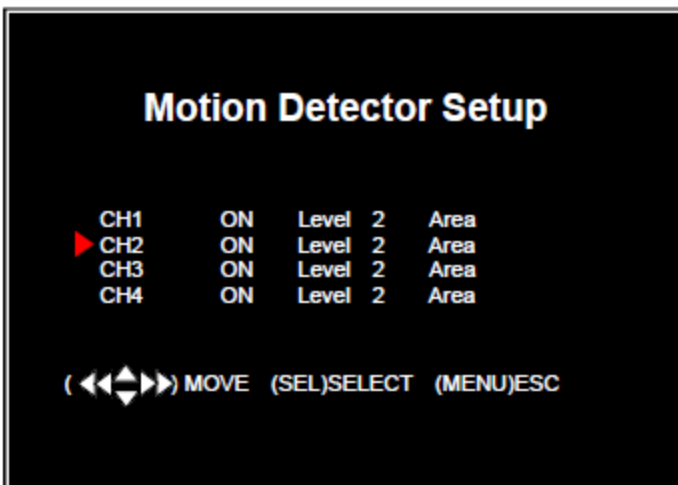 Motion Detector Setup
CH1 ON Level 2 Area
CH2 ON Level 2 Area
CH3 ON Level 2 Area
CH4 ON Level 2 Area
( ◀◀▲▼▶▶) MOVE (SEL)SELECT (MENU)ESC